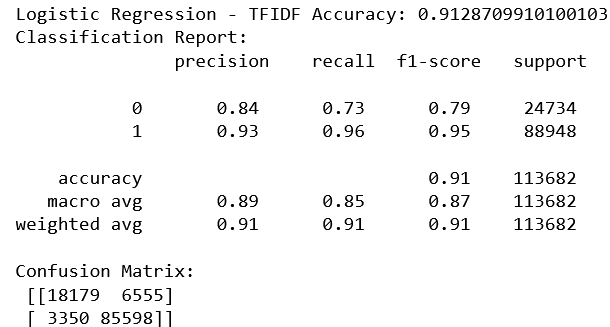 Logistic Regression - TFIDF Accuracy: 0.9128709910100103
Classification Report:
precision recall f1-score support
0 0.84 0.73 0.79 24734
1 0.93 0.96 0.95 88948
accuracy 0.91 113682
macro avg 0.89 0.85 0.87 113682
weighted avg 0.91 0.91 0.91 113682
Confusion Matrix:
[[18179 6555]
[ 3350 85598]]